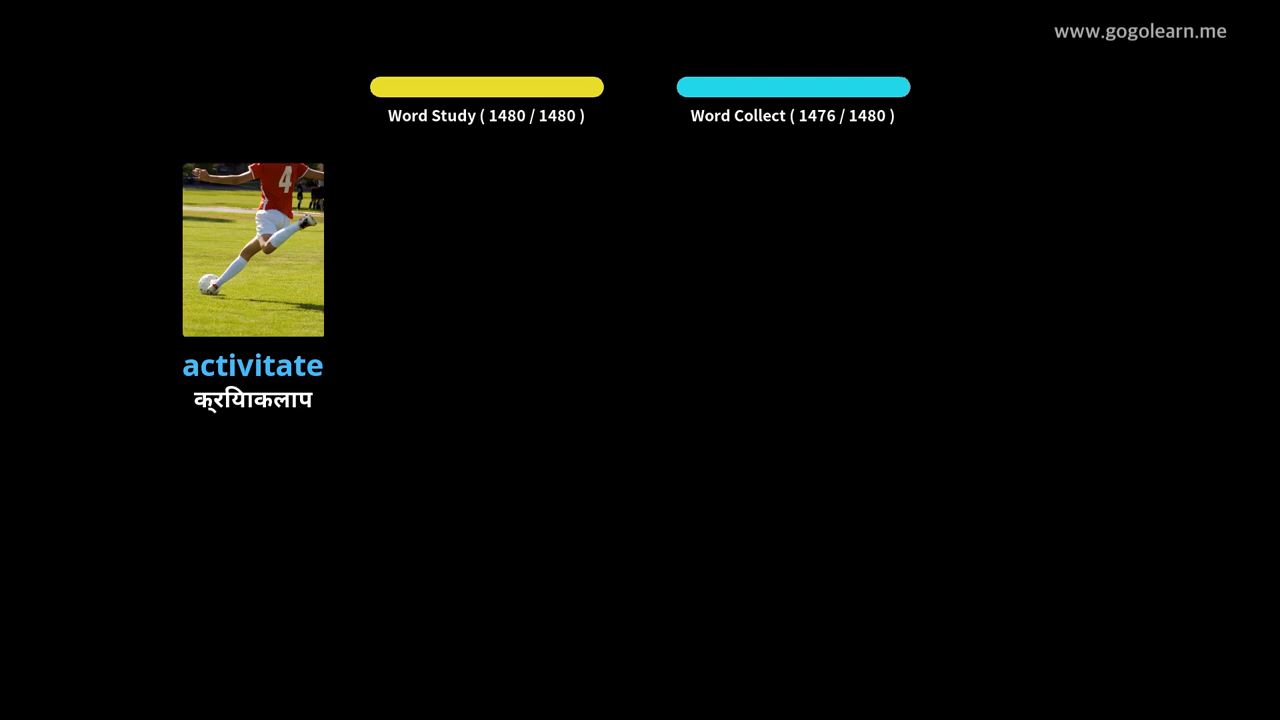 www.gogolearn.me
Word Study ( 1480 / 1480 )
Word Collect ( 1476 / 1480 )
4
activitate
क्रियाकलाप